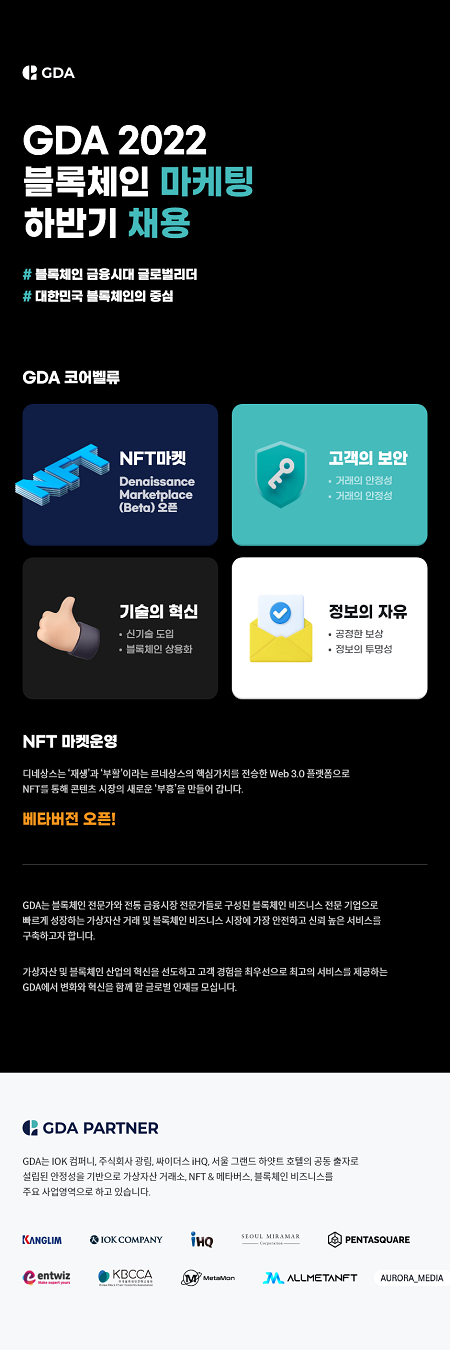 GDA
GDA 2022
블록체인 마케팅
하반기 채용
# 블록체인 금융시대 글로벌리더
# 대한민국 블록체인의 중심
GDA 코어벨류
NFT
NFT마켓
Denaissance
Marketplace
(Beta) 오픈
고객의 보안
• 거래의 안정성
• 거래의 안정성
기술의 혁신
• 신기술 도입
• 블록체인 상용화
정보의 자유
• 공정한 보상
• 정보의 투명성
NFT 마켓운영
디네상스는 '재생'과 '부활'이라는 르네상스의 핵심가치를 전승한 Web 3.0 플랫폼으로
NFT를 통해 콘텐츠 시장의 새로운 '부흥'을 만들어 갑니다.
베타버전 오픈!
GDA는 블록체인 전문가와 전통 금융시장 전문가들로 구성된 블록체인 비즈니스 전문 기업으로
빠르게 성장하는 가상자산 거래 및 블록체인 비즈니스 시장에 가장 안전하고 신뢰 높은 서비스를
구축하고자 합니다.
가상자산 및 블록체인 산업의 혁신을 선도하고 고객 경험을 최우선으로 최고의 서비스를 제공하는
GDA에서 변화와 혁신을 함께 할 글로벌 인재를 모십니다.
GDA PARTNER
GDA는 IOK 컴퍼니, 주식회사 광림, 싸이더스 iHQ, 서울 그랜드 하얏트 호텔의 공동 출자로
설립된 안정성을 기반으로 가상자산 거래소, NFT & 메타버스, 블록체인 비즈니스를
주요 사업영역으로 하고 있습니다.
KANGLIM
IOK COMPANY
iHQ
SEOUL MIRAMAR
Corporation
PENTASQUARE
entwiz
Make expert yours
KBCCA
MetaMon
ALLMETANFT
AURORA_MEDIA